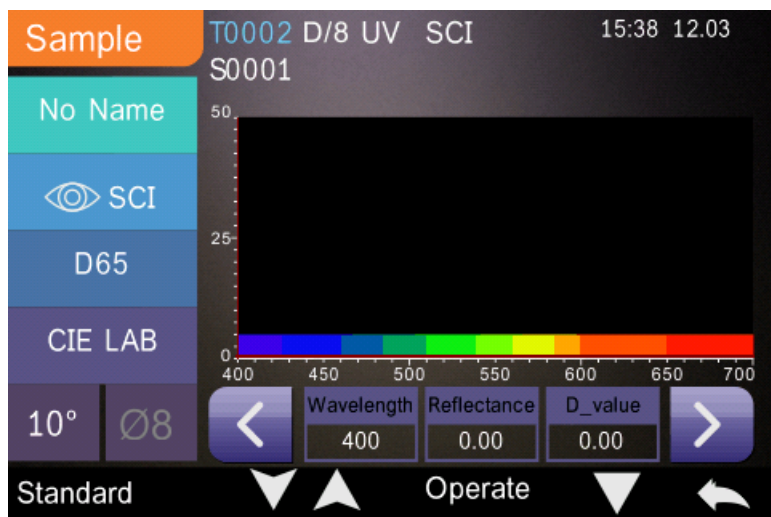 Sample
T0002 D/8 UV SCI 15:38 12.03
S0001
No Name
SCI
D65
CIE LAB
10° Ø8
50
25
0
400 450 500 550 600 650 700
Wavelength Reflectance D_value
400 0.00 0.00
Standard Operate